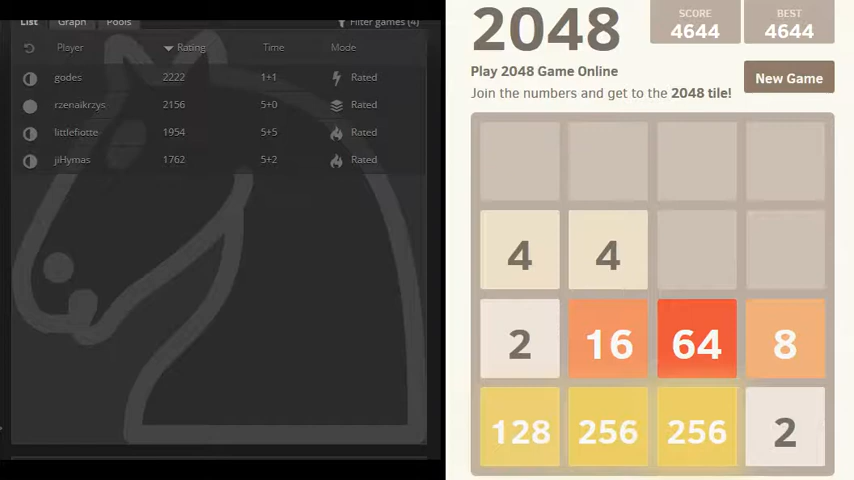 List Graph Pools Filter games (4)
Player Rating Time Mode
godes 2222 1+1 Rated
rzenaikrzys 2156 5+0 Rated
littlefiotte 1954 5+5 Rated
jiHymas 1762 5+2 Rated
2048
SCORE
4644
BEST
4644
Play 2048 Game Online
Join the numbers and get to the 2048 tile!
New Game
4 4
2 16 64 8
128 256 256 2